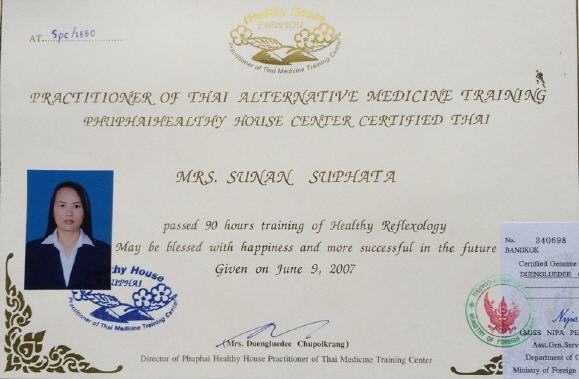 Healthy House
PHUPHAI
Practitioner of Thai Medicine Training Center
AT. Spc/2550
PRACTITIONER OF THAI ALTERNATIVE MEDICINE TRAINING
PHUPHAIHEALTHY HOUSE CENTER CERTIFIED THAI
MRS. SUNAN SUPHATA
passed 90 hours training of Healthy Reflexology
May be blessed with happiness and more successful in the future
Given on June 9, 2007
No. 340698
BANGKOK
Certified Genuine
DUENGLUEDEE
thy House
UPHAI
Practitioner of Thai Medicine Training Center
MINISTRY OF FOREIGN
Nipa
(MISS NIPA PE
Asst.Gen.Serv
Department of C
Ministry of Foreign
(Mrs. Duengluedee Chupolkrang)
Director of Phuphai Healthy House Practitioner of Thai Medicine Training Center